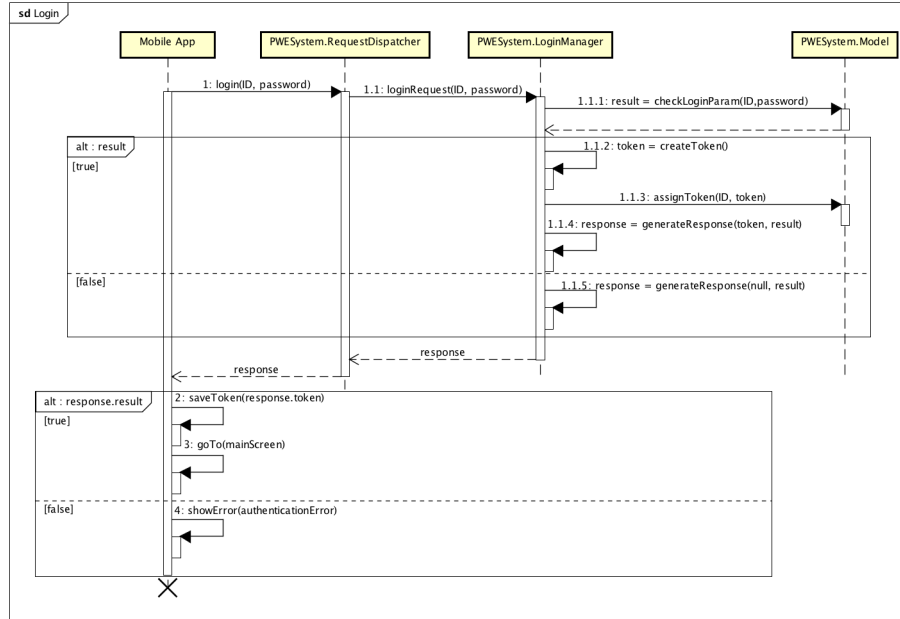 sd Login
Mobile App
PWESystem.RequestDispatcher
PWESystem.LoginManager
PWESystem.Model
1: login(ID, password)
1.1: loginRequest(ID, password)
1.1.1: result = checkLoginParam(ID,password)
alt : result
[true]
1.1.2: token = createToken()
1.1.3: assignToken(ID, token)
1.1.4: response = generateResponse(token, result)
[false]
1.1.5: response = generateResponse(null, result)
response
response
alt : response.result
[true]
2: saveToken(response.token)
3: goTo(mainScreen)
[false]
4: showError(authenticationError)